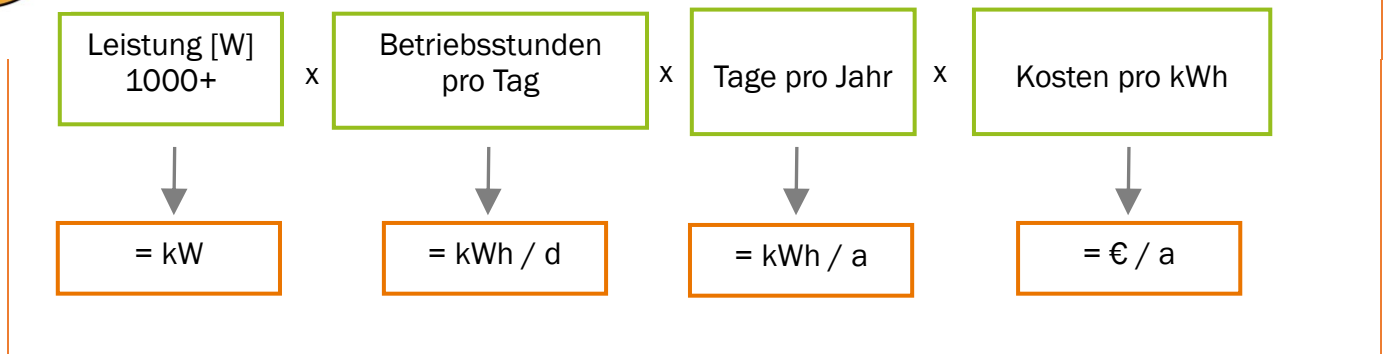 Leistung [W]
1000+
x
Betriebsstunden
pro Tag
x
Tage pro Jahr
x
Kosten pro kWh
= kW
= kWh / d
= kWh / a
= € / a